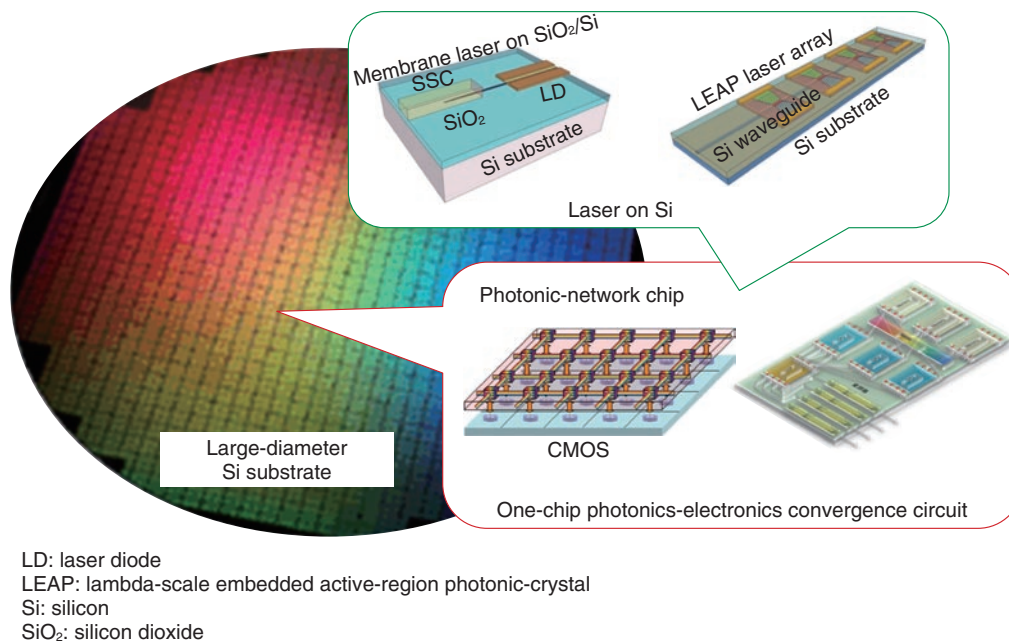 Membrane laser on SiO₂/Si
SSC
LD
SiO₂
Si substrate
LEAP laser array
Si waveguide
Si substrate
Laser on Si
Photonic-network chip
CMOS
One-chip photonics-electronics convergence circuit
Large-diameter
Si substrate
LD: laser diode
LEAP: lambda-scale embedded active-region photonic-crystal
Si: silicon
SiO₂: silicon dioxide